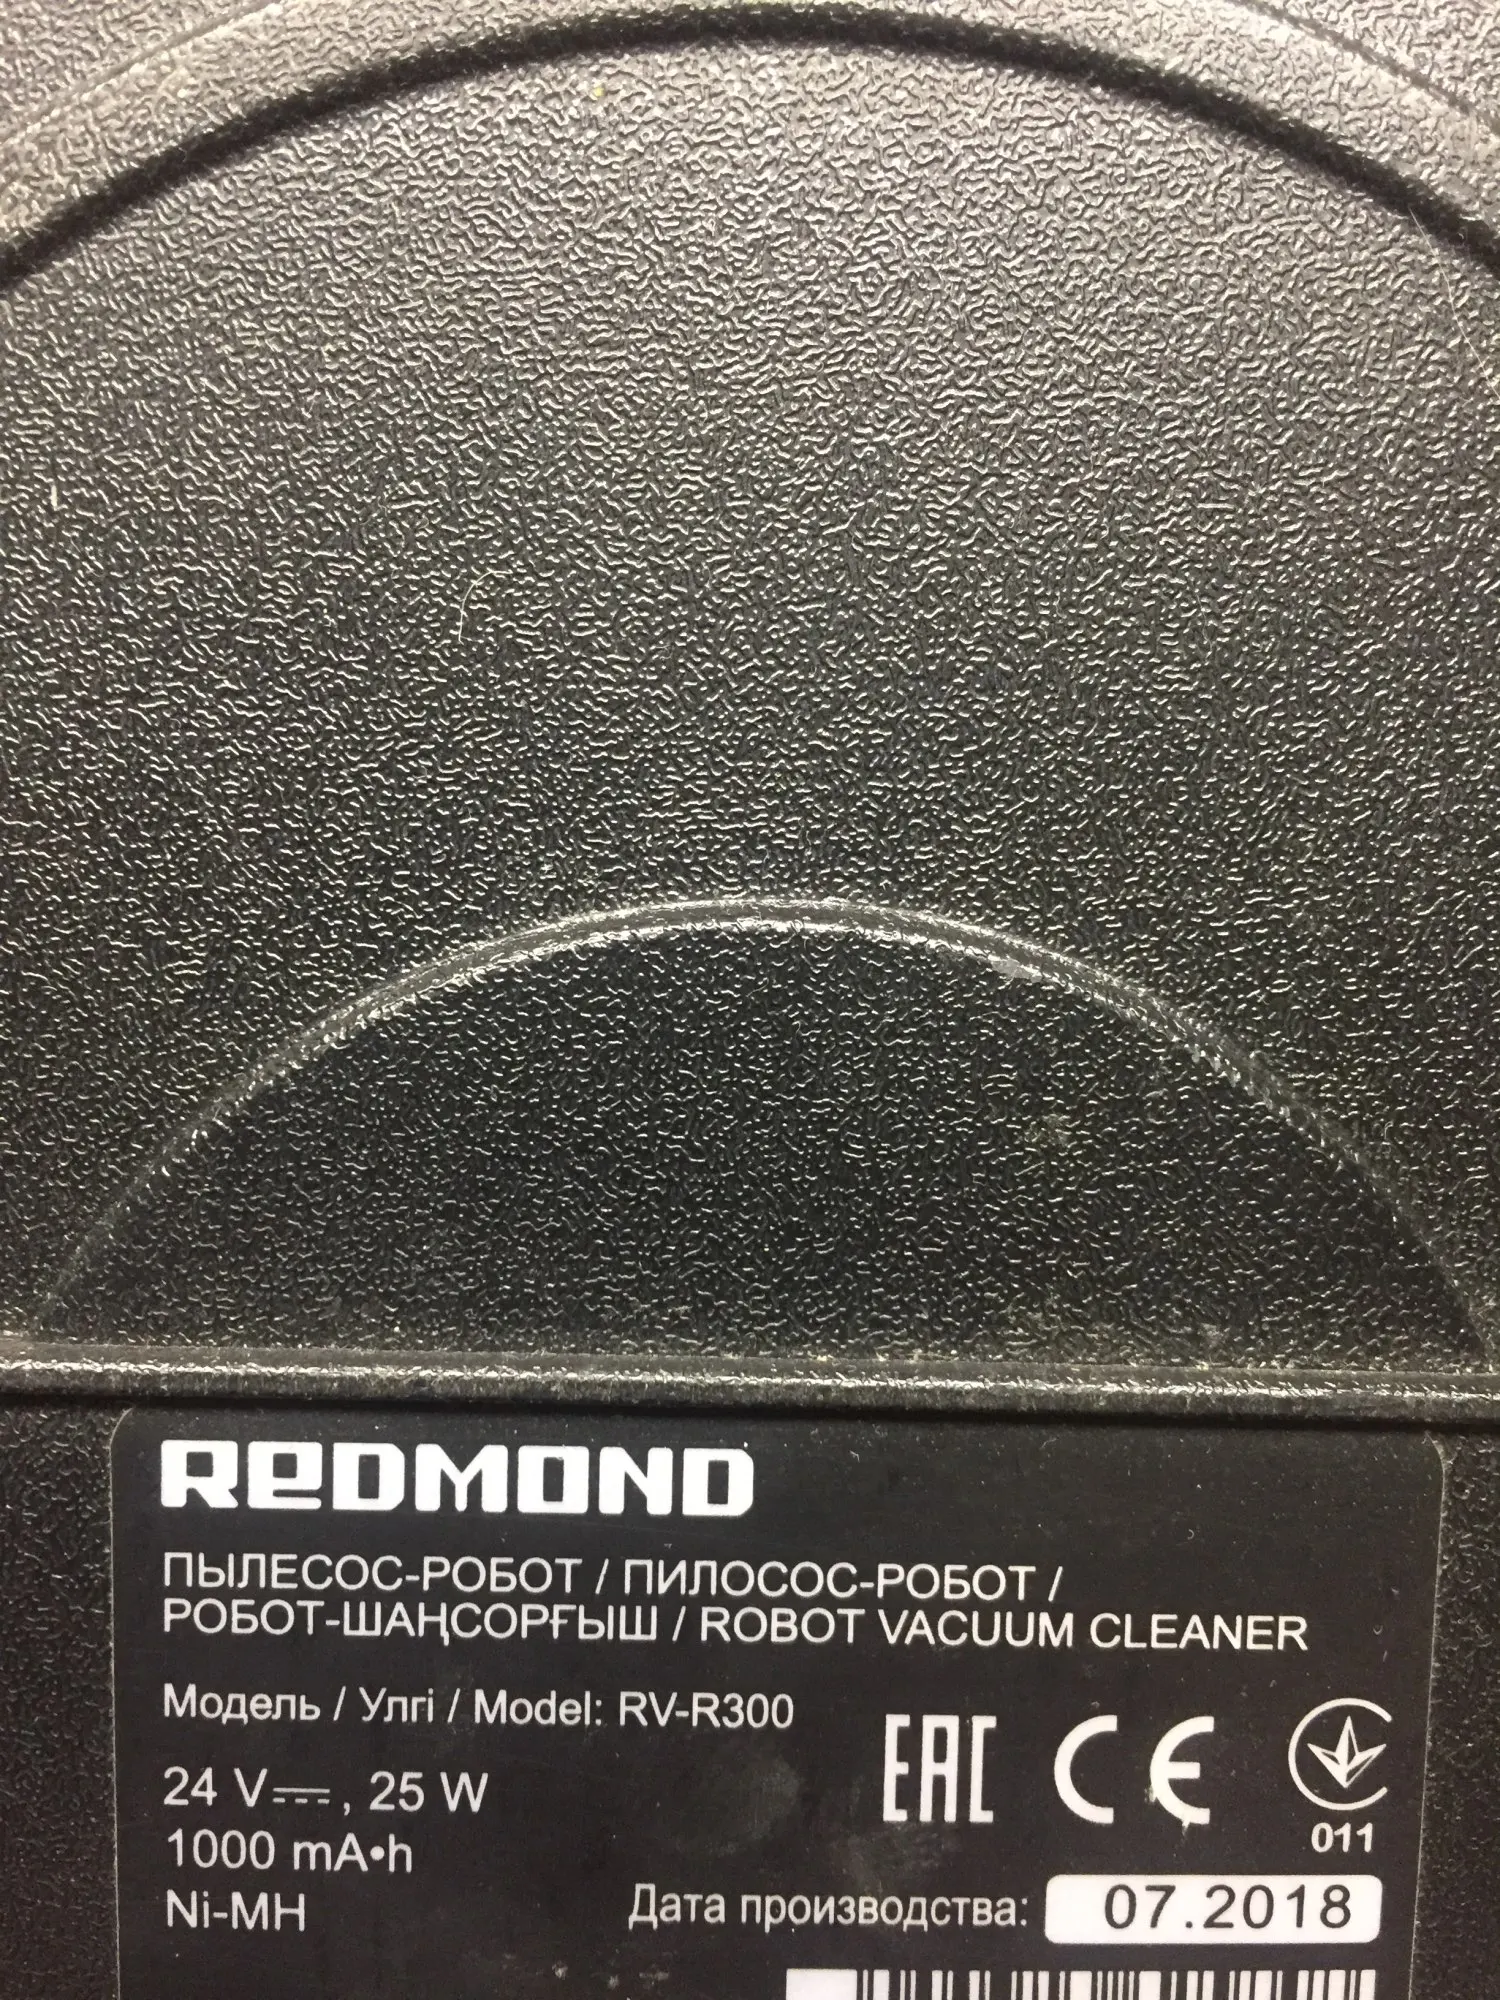 REDMOND
ПЫЛЕСОС-РОБОТ / ПИЛОСОС-РОБОТ /
РОБОТ-ШАҢСОРҒЫШ / ROBOT VACUUM CLEANER
Модель / Улгі / Model: RV-R300
24 V⎓, 25 W
1000 mA•h
Ni-MH
EAC CE
011
Дата производства: 07.2018